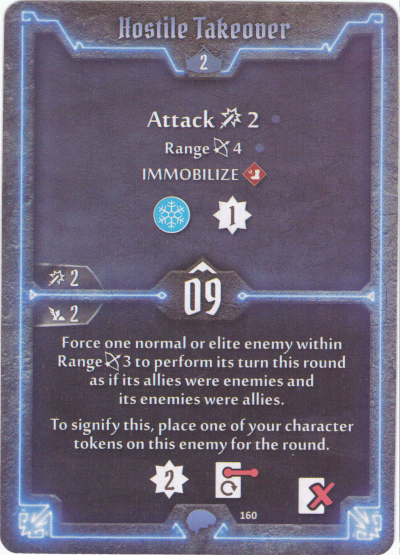 Hostile Takeover
2
Attack 2
Range 4
IMMOBILIZE
1
2
09
2
Force one normal or elite enemy within
Range 3 to perform its turn this round
as if its allies were enemies and
its enemies were allies.
To signify this, place one of your character
tokens on this enemy for the round.
2
160